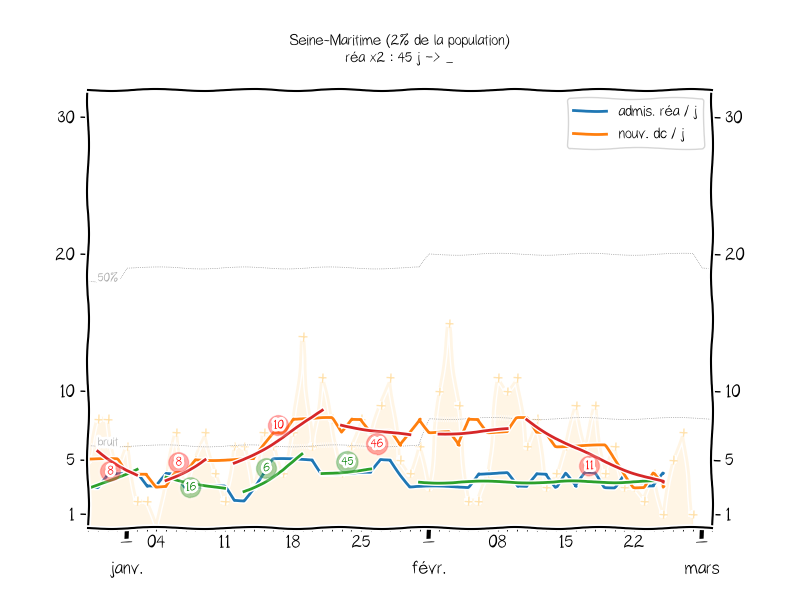 Seine-Maritime (2% de la population)
réa x2 : 45 j -> _
admis. réa / j
nouv. dc / j
30 30
20 20
50%
10 10
bruit
5 5
1 1
8
8
16
6
10
45
46
11
04 11 18 25 08 15 22
janv. févr. mars